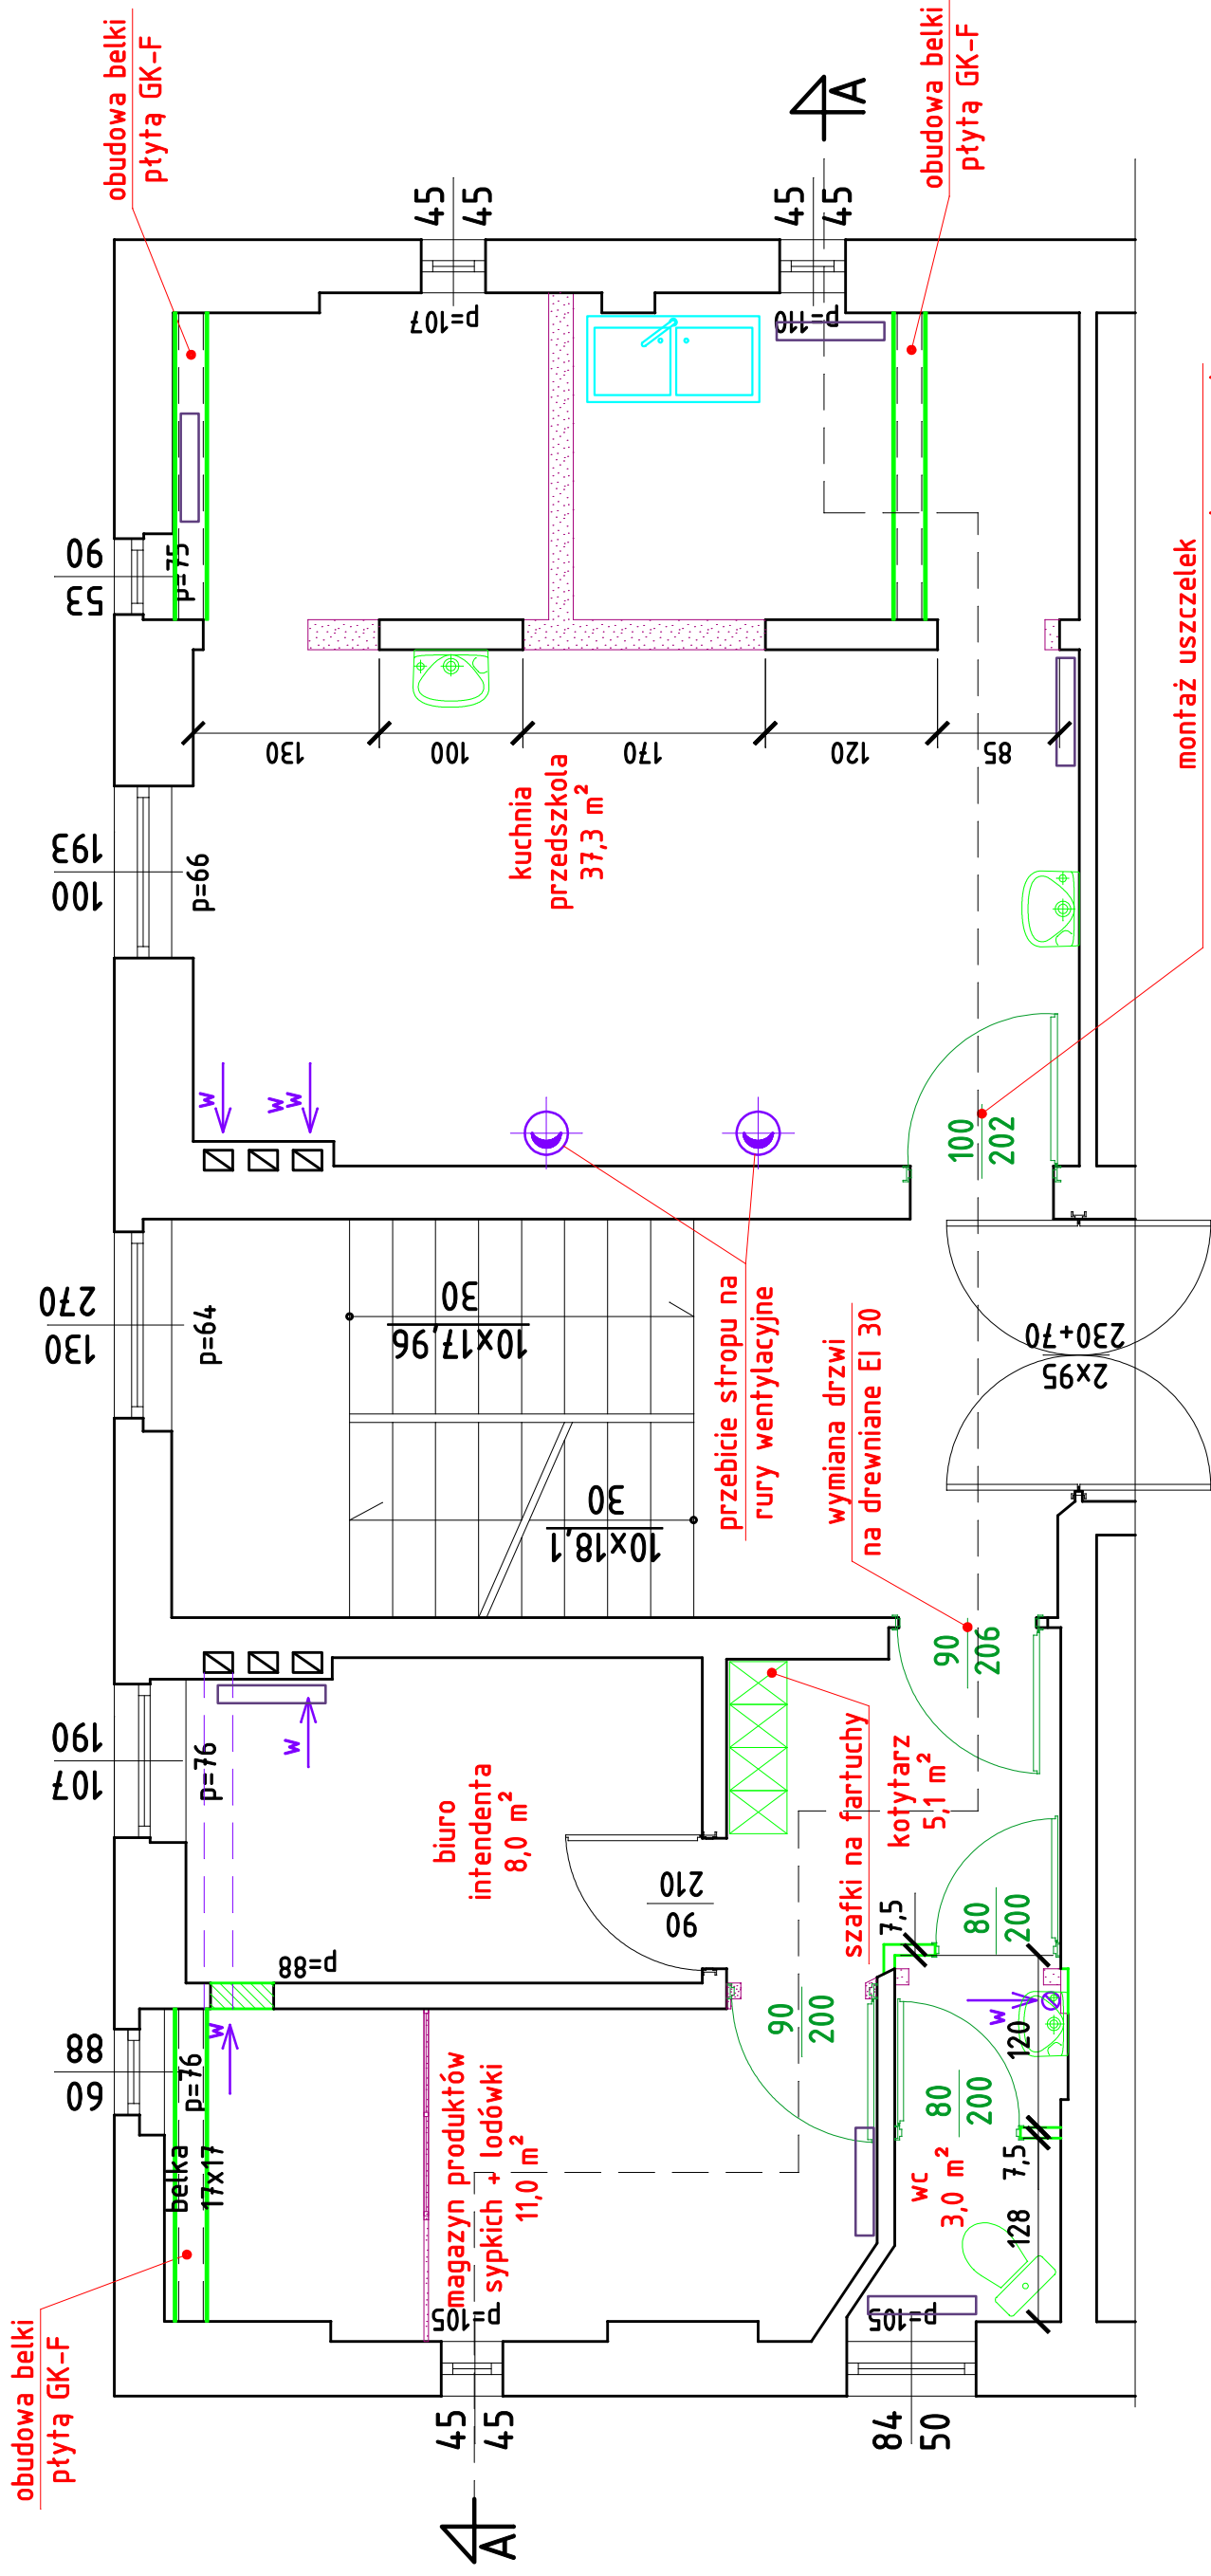 obudowa belki
płytą GK-F
obudowa belki
płytą GK-F
A
45
45
45
45
p=107
p=110
90
53
p=75
130
100
170
120
85
193
100
p=66
kuchnia
przedszkola
37,3 m²
montaż uszczelek
w
w
w
100
202
270
130
p=64
30
10x17,96
30
10x18,1
przebicie stropu na
rury wentylacyjne
wymiana drzwi
na drewniane EI 30
230+70
2x95
90
206
190
107
p=76
w
biuro
intendenta
8,0 m²
szafki na fartuchy
kotytarz
5,1 m²
210
90
p=88
7,5
80
200
90
200
88
60
p=76
w
belka
17x17
magazyn produktów
sypkich + lodówki
11,0 m²
w
120
80
200
7,5
wc
3,0 m²
128
p=105
p=105
obudowa belki
płytą GK-F
45
45
84
50
A